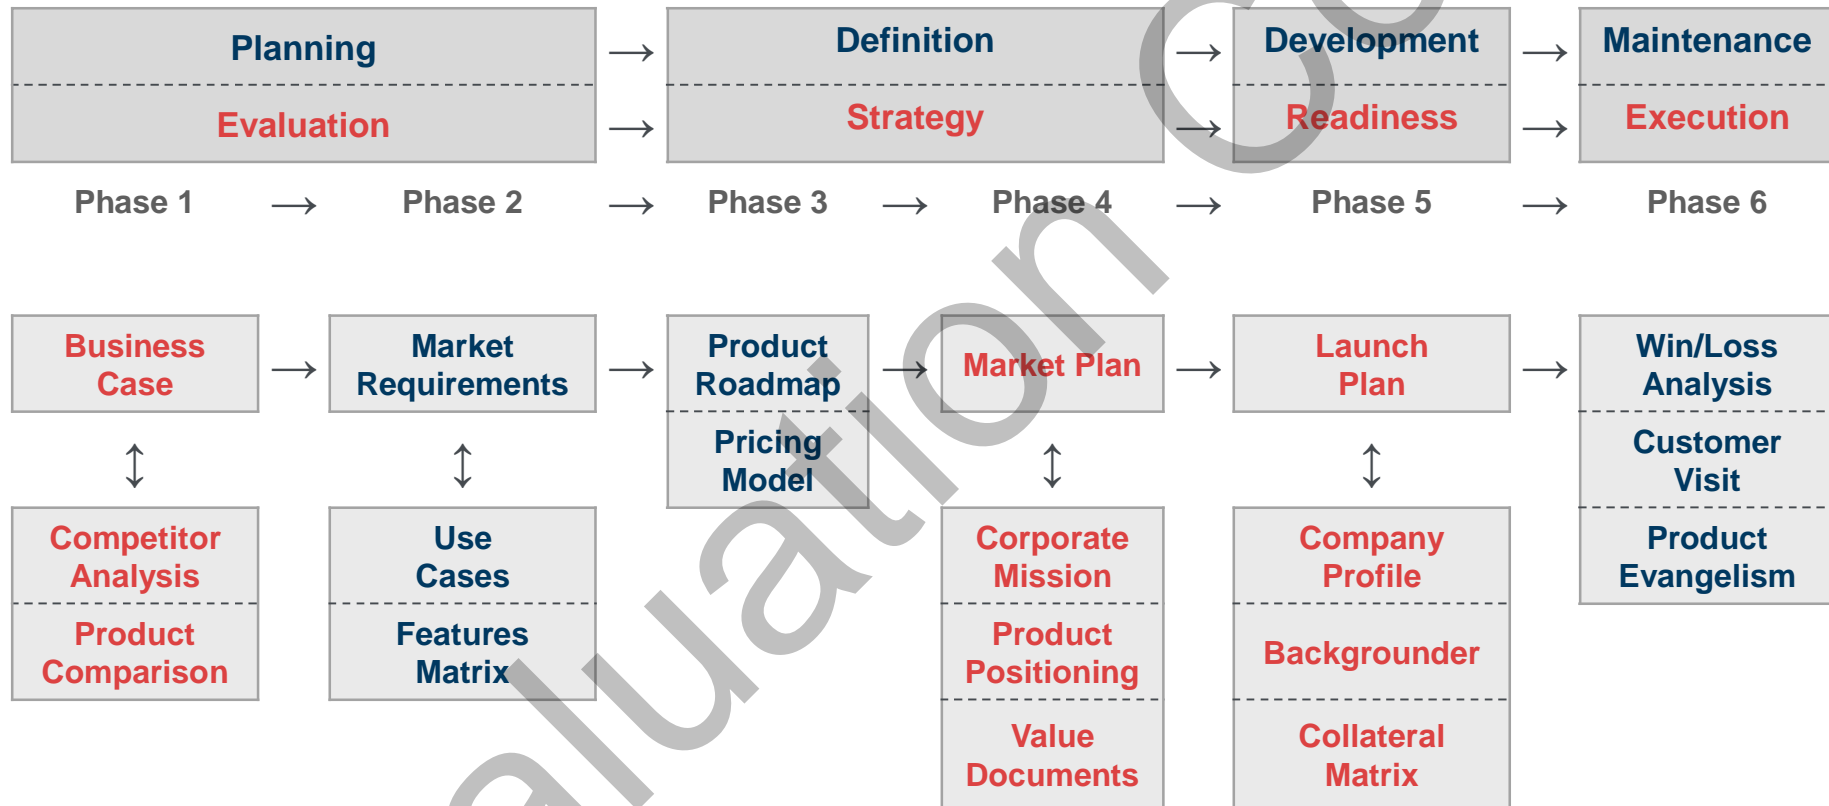 Planning → Definition → Development → Maintenance
Evaluation → Strategy → Readiness → Execution
Phase 1 → Phase 2 → Phase 3 → Phase 4 → Phase 5 → Phase 6
Business
Case
→
Market
Requirements
→
Product
Roadmap
→
Market Plan
→
Launch
Plan
→
Win/Loss
Analysis
Pricing
Model
Customer
Visit
↕
↕
↕
↕
Competitor
Analysis
Use
Cases
Corporate
Mission
Company
Profile
Product
Evangelism
Product
Comparison
Features
Matrix
Product
Positioning
Backgrounder
Value
Documents
Collateral
Matrix